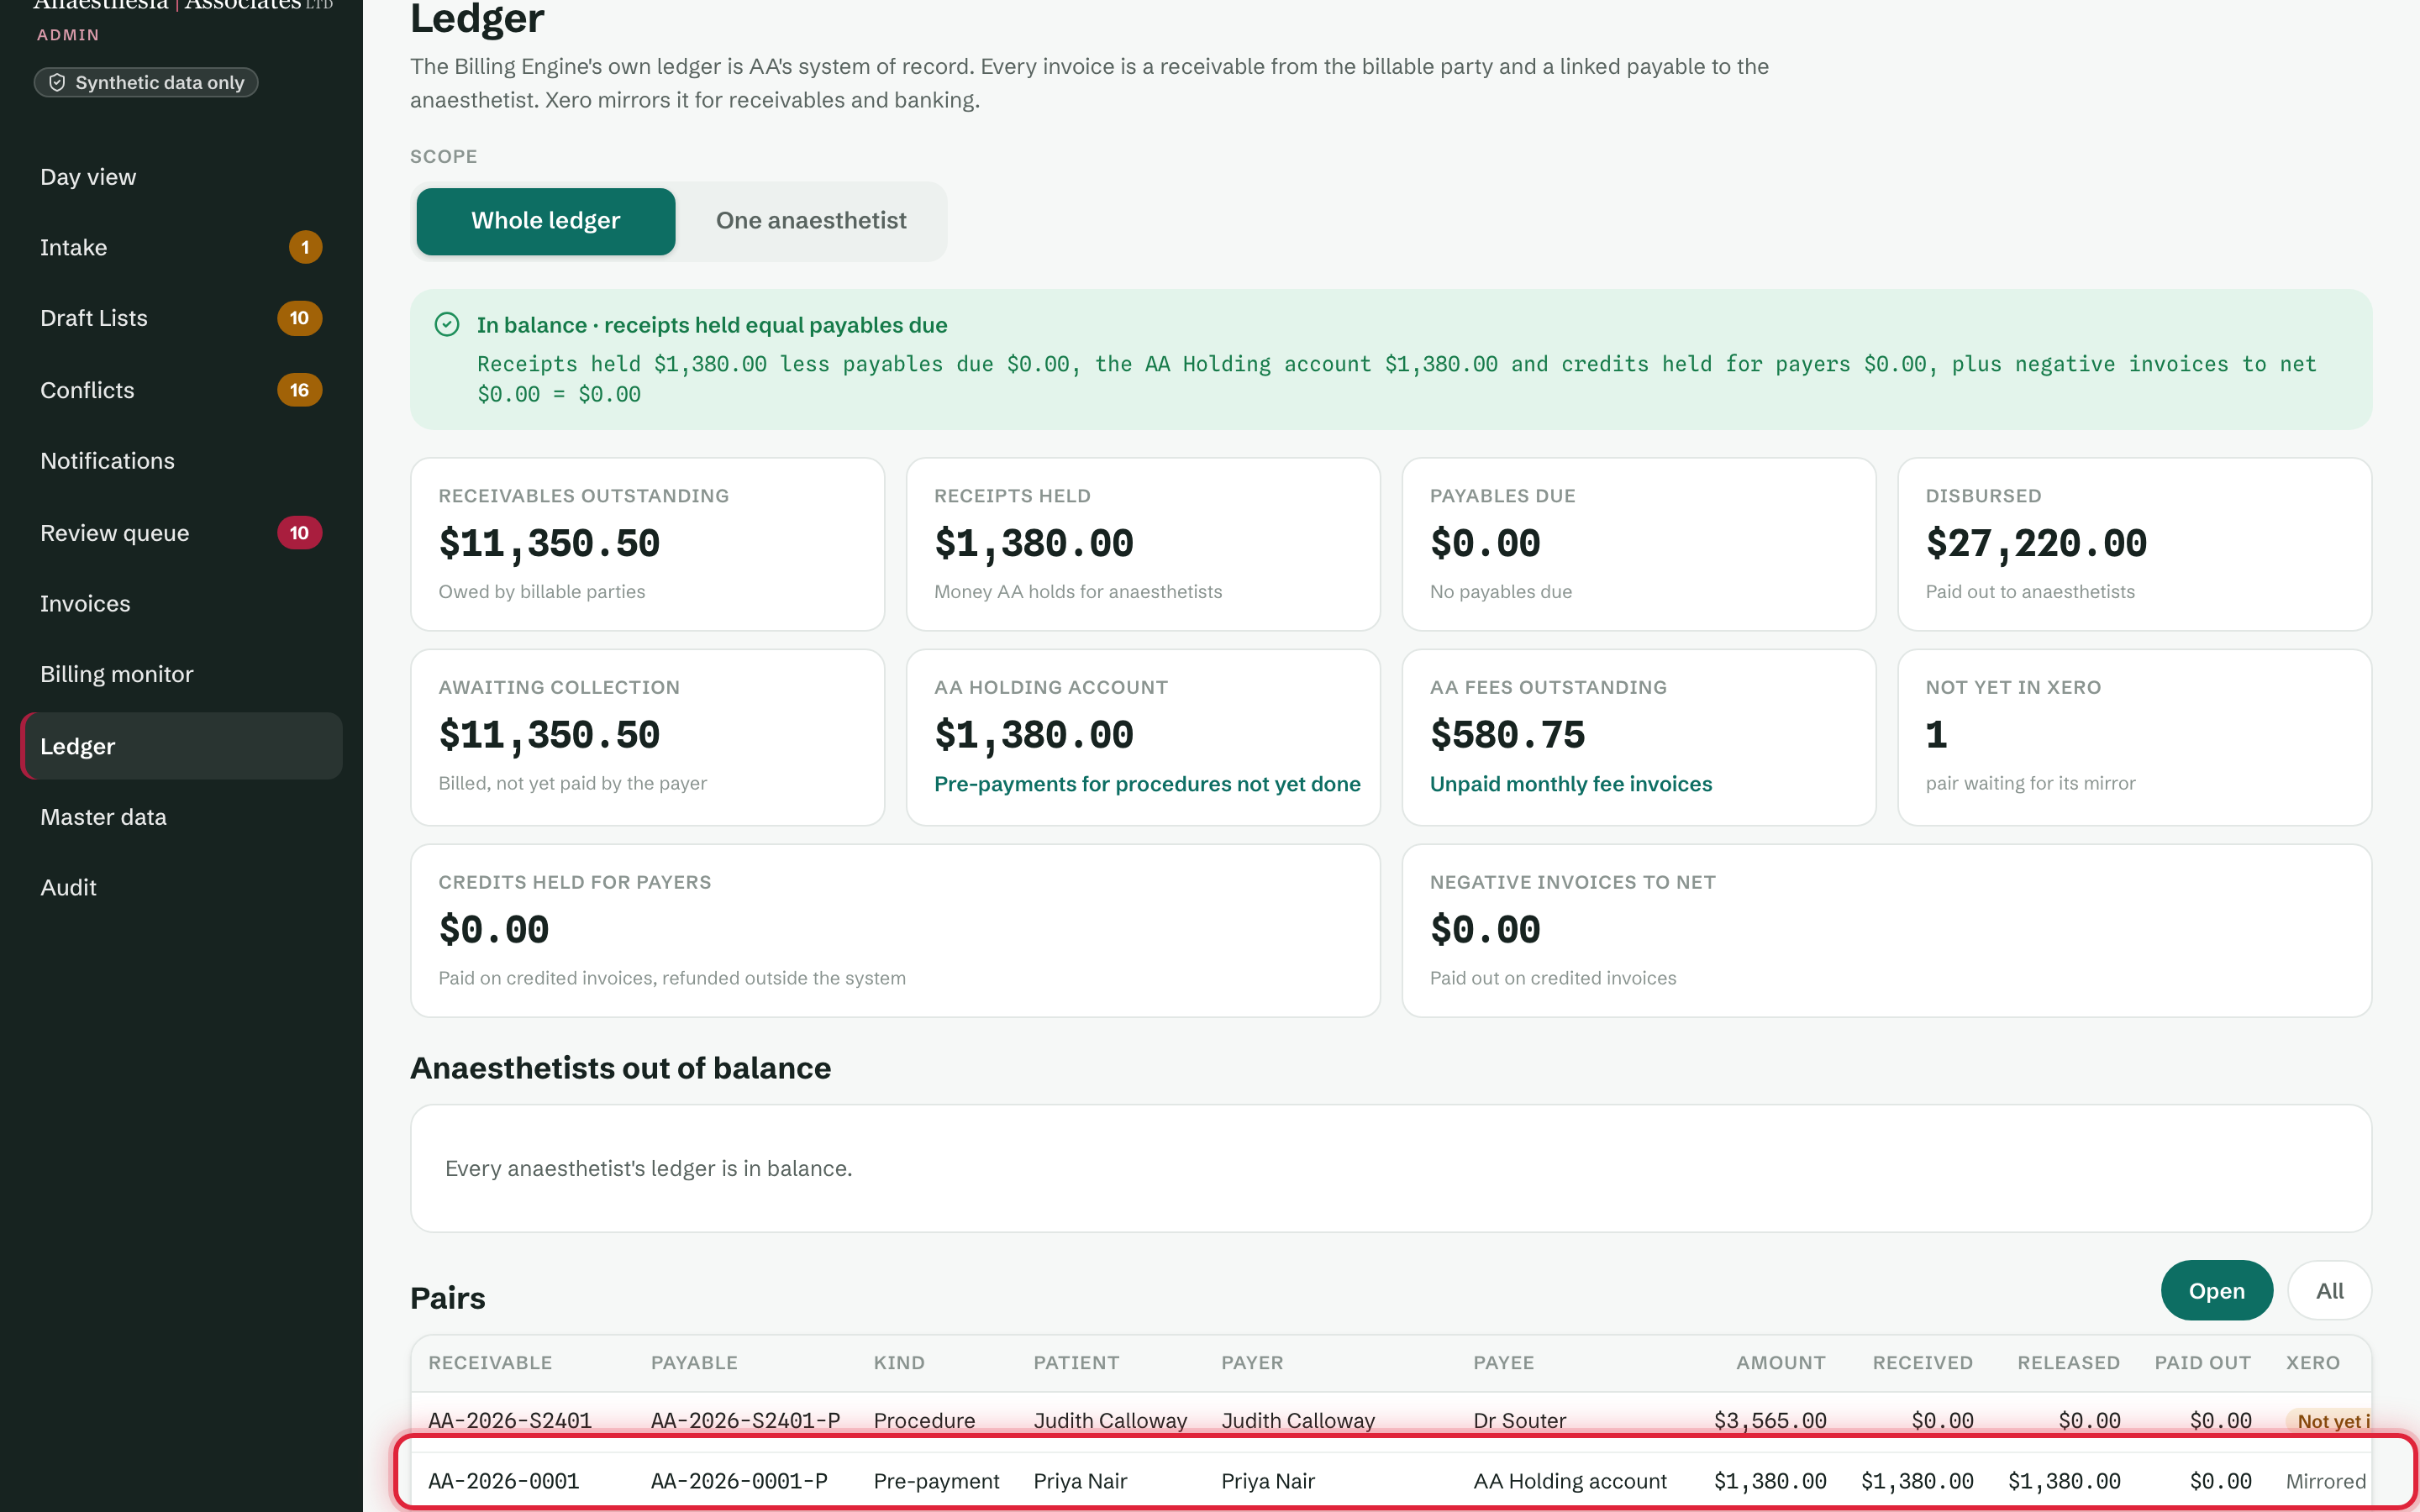 Anaesthesia | Associates LTD
ADMIN
Synthetic data only
Day view
Intake 1
Draft Lists 10
Conflicts 16
Notifications
Review queue 10
Invoices
Billing monitor
Ledger
Master data
Audit
Ledger
The Billing Engine's own ledger is AA's system of record. Every invoice is a receivable from the billable party and a linked payable to the
anaesthetist. Xero mirrors it for receivables and banking.
SCOPE
Whole ledger One anaesthetist
In balance · receipts held equal payables due
Receipts held $1,380.00 less payables due $0.00, the AA Holding account $1,380.00 and credits held for payers $0.00, plus negative invoices to net
$0.00 = $0.00
RECEIVABLES OUTSTANDING
$11,350.50
Owed by billable parties
RECEIPTS HELD
$1,380.00
Money AA holds for anaesthetists
PAYABLES DUE
$0.00
No payables due
DISBURSED
$27,220.00
Paid out to anaesthetists
AWAITING COLLECTION
$11,350.50
Billed, not yet paid by the payer
AA HOLDING ACCOUNT
$1,380.00
Pre-payments for procedures not yet done
AA FEES OUTSTANDING
$580.75
Unpaid monthly fee invoices
NOT YET IN XERO
1
pair waiting for its mirror
CREDITS HELD FOR PAYERS
$0.00
Paid on credited invoices, refunded outside the system
NEGATIVE INVOICES TO NET
$0.00
Paid out on credited invoices
Anaesthetists out of balance
Every anaesthetist's ledger is in balance.
Pairs
Open All
RECEIVABLE PAYABLE KIND PATIENT PAYER PAYEE AMOUNT RECEIVED RELEASED PAID OUT XERO
AA-2026-S2401 AA-2026-S2401-P Procedure Judith Calloway Judith Calloway Dr Souter $3,565.00 $0.00 $0.00 $0.00 Not yet i
AA-2026-0001 AA-2026-0001-P Pre-payment Priya Nair Priya Nair AA Holding account $1,380.00 $1,380.00 $1,380.00 $0.00 Mirrored